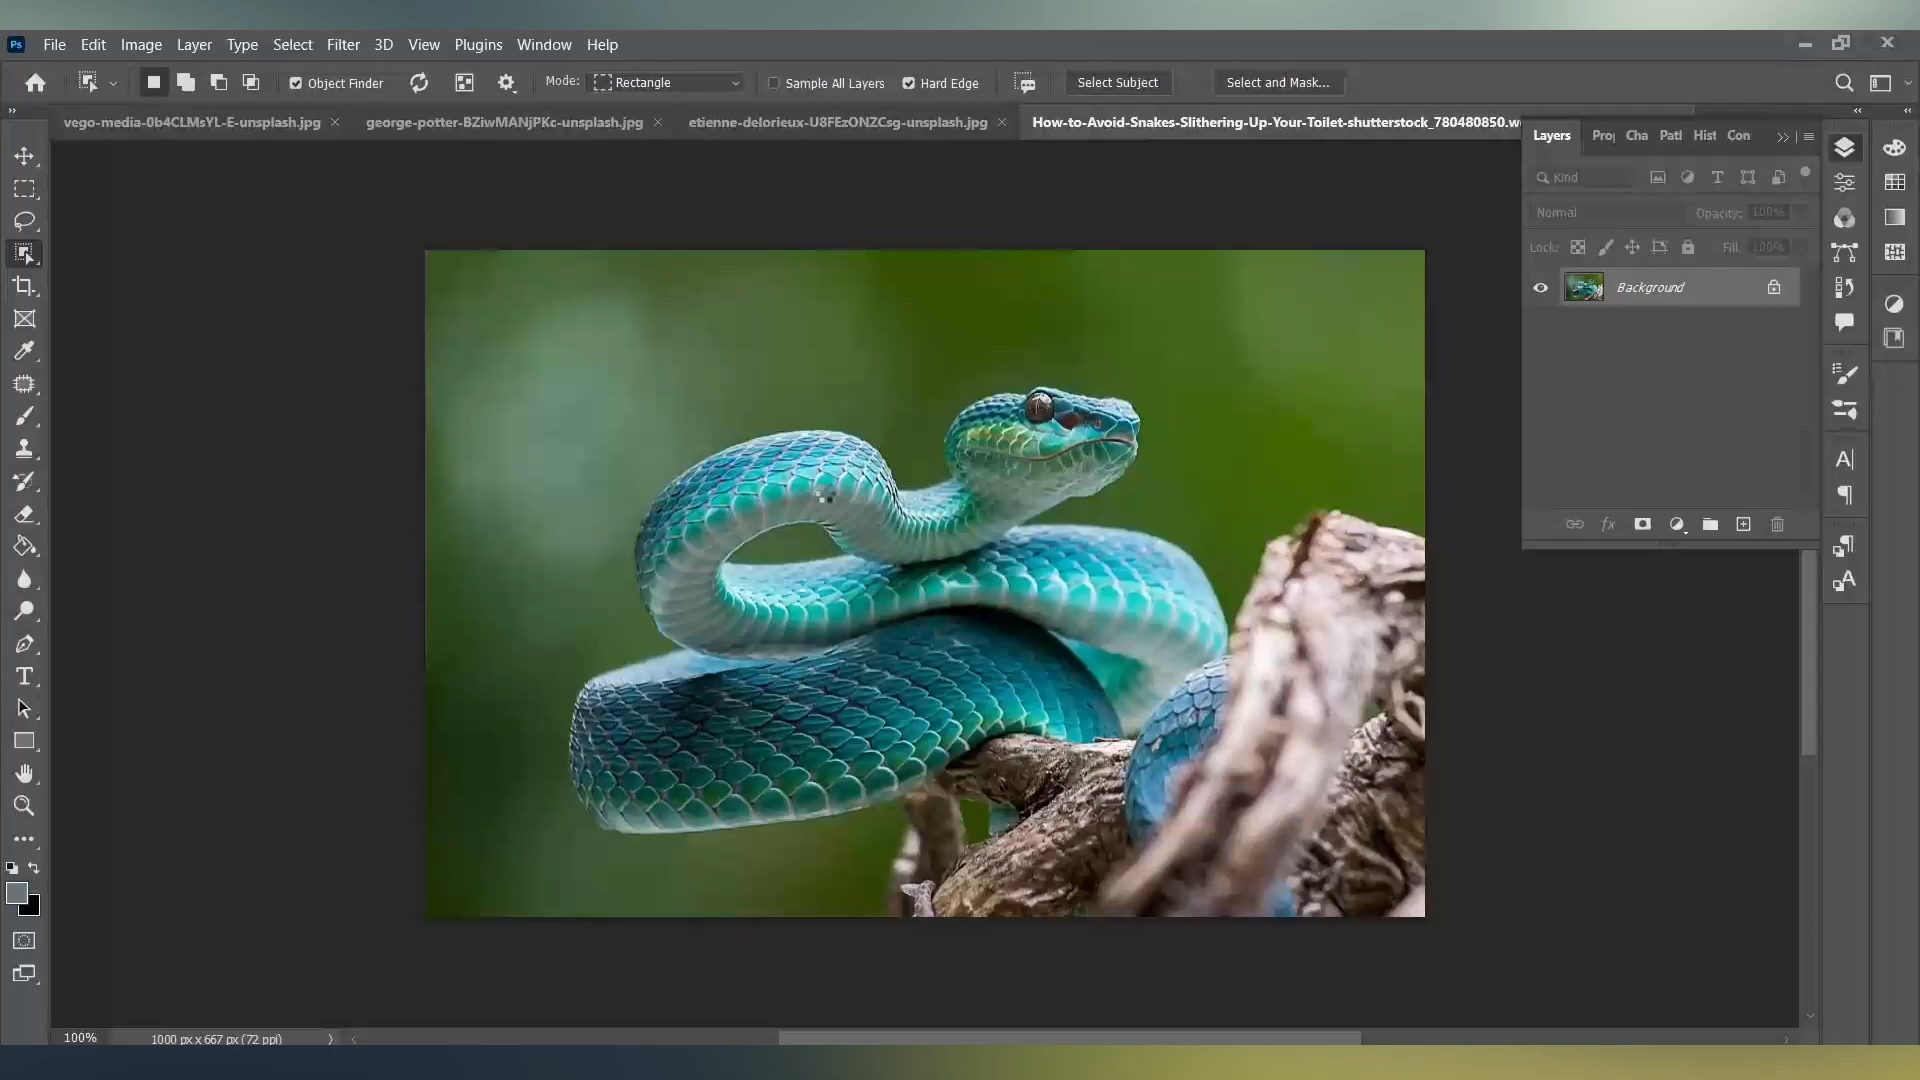 Ps File Edit Image Layer Type Select Filter 3D View Plugins Window Help
Object Finder Mode: Rectangle Sample All Layers Hard Edge Select Subject Select and Mask...
vego-media-0b4CLMsYL-E-unsplash.jpg george-potter-BZiwMANjPKc-unsplash.jpg etienne-delorieux-U8FEzONZCsg-unsplash.jpg How-to-Avoid-Snakes-Slithering-Up-Your-Toilet-shutterstock_780480850.w
Layers Pro Cha Patl Hist Con
Kind
Normal Opacity: 100%
Lock: Fill 100%
Background
fx
100% 1000 px x 667 px (72 ppi)